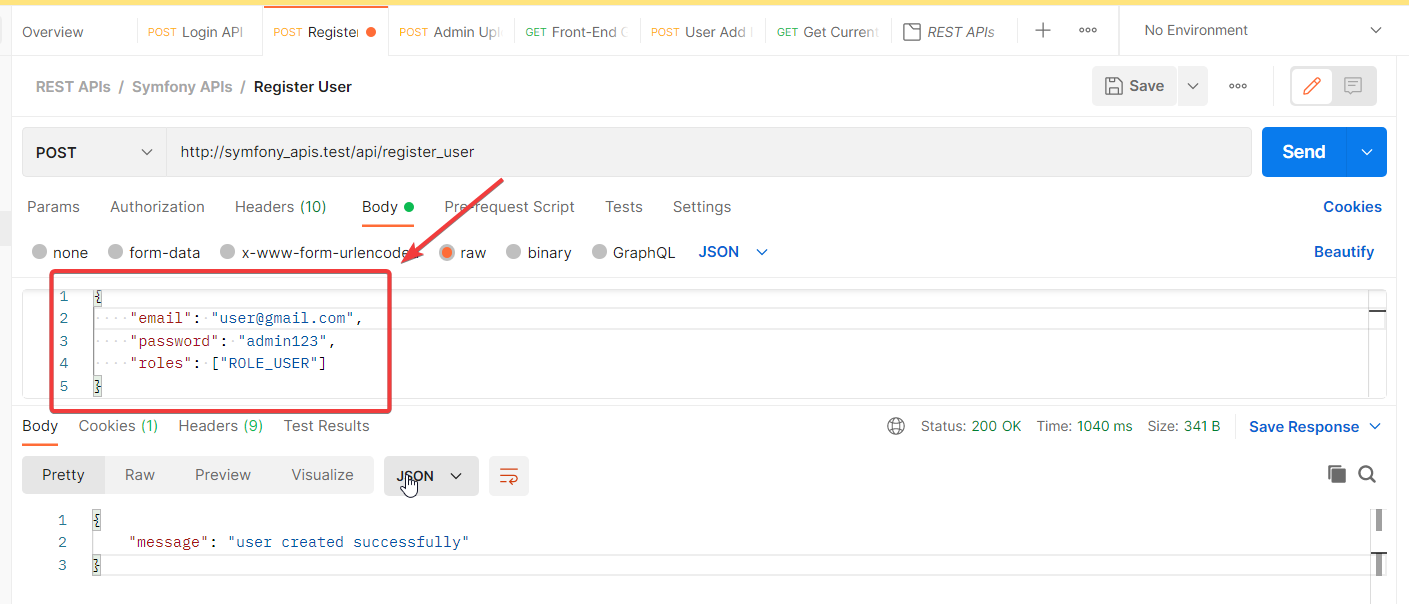 Overview POST Login API POST Register POST Admin Upl GET Front-End POST User Add GET Get Current REST APIs No Environment
REST APIs / Symfony APIs / Register User Save
POST http://symfony_apis.test/api/register_user Send
Params Authorization Headers (10) Body Pre-request Script Tests Settings Cookies
none form-data x-www-form-urlencoded raw binary GraphQL JSON Beautify
1 {
2 "email": "user@gmail.com",
3 "password": "admin123",
4 "roles": ["ROLE_USER"]
5 }
Body Cookies (1) Headers (9) Test Results Status: 200 OK Time: 1040 ms Size: 341 B Save Response
Pretty Raw Preview Visualize JSON
1 {
2 "message": "user created successfully"
3 }